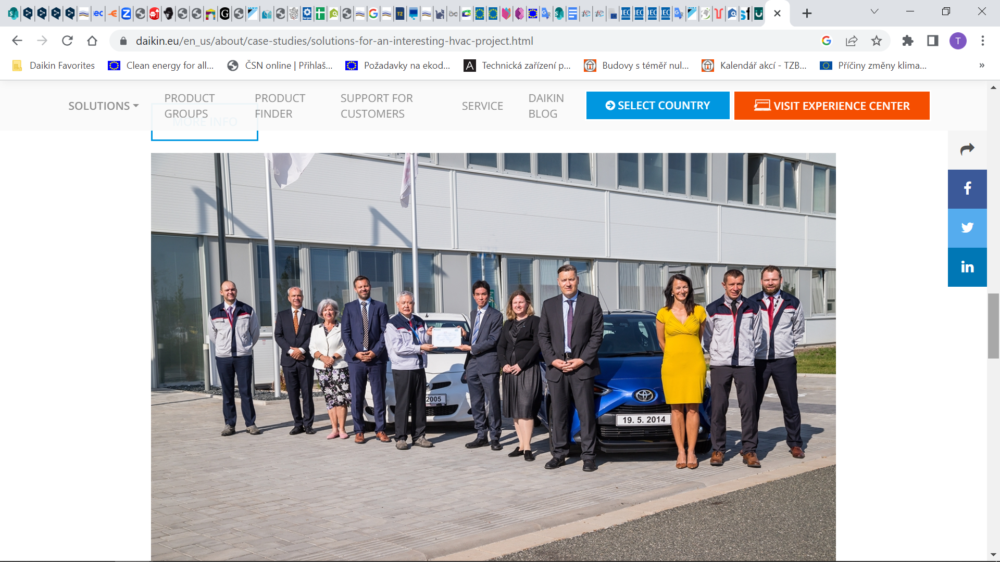 daikin.eu/en_us/about/case-studies/solutions-for-an-interesting-hvac-project.html
T
Daikin Favorites
Clean energy for all...
ČSN online | Přihlaš...
Požadavky na ekod...
Technická zařízení p...
Budovy s téměř nul...
Kalendář akcí - TZB...
Příčiny změny klima...
»
SOLUTIONS
PRODUCT
GROUPS
PRODUCT
FINDER
SUPPORT FOR
CUSTOMERS
SERVICE
DAIKIN
BLOG
SELECT COUNTRY
VISIT EXPERIENCE CENTER
MORE INFO
2005
19. 5. 2014